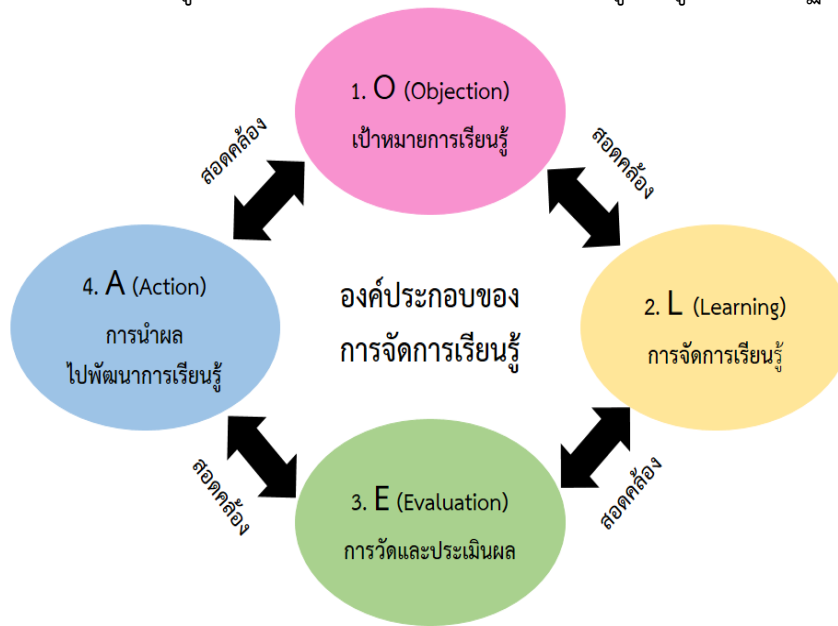 1. O (Objection)
เป้าหมายการเรียนรู้
สอดคล้อง
สอดคล้อง
4. A (Action)
การนำผล
ไปพัฒนาการเรียนรู้
องค์ประกอบของ
การจัดการเรียนรู้
2. L (Learning)
การจัดการเรียนรู้
สอดคล้อง
สอดคล้อง
3. E (Evaluation)
การวัดและประเมินผล